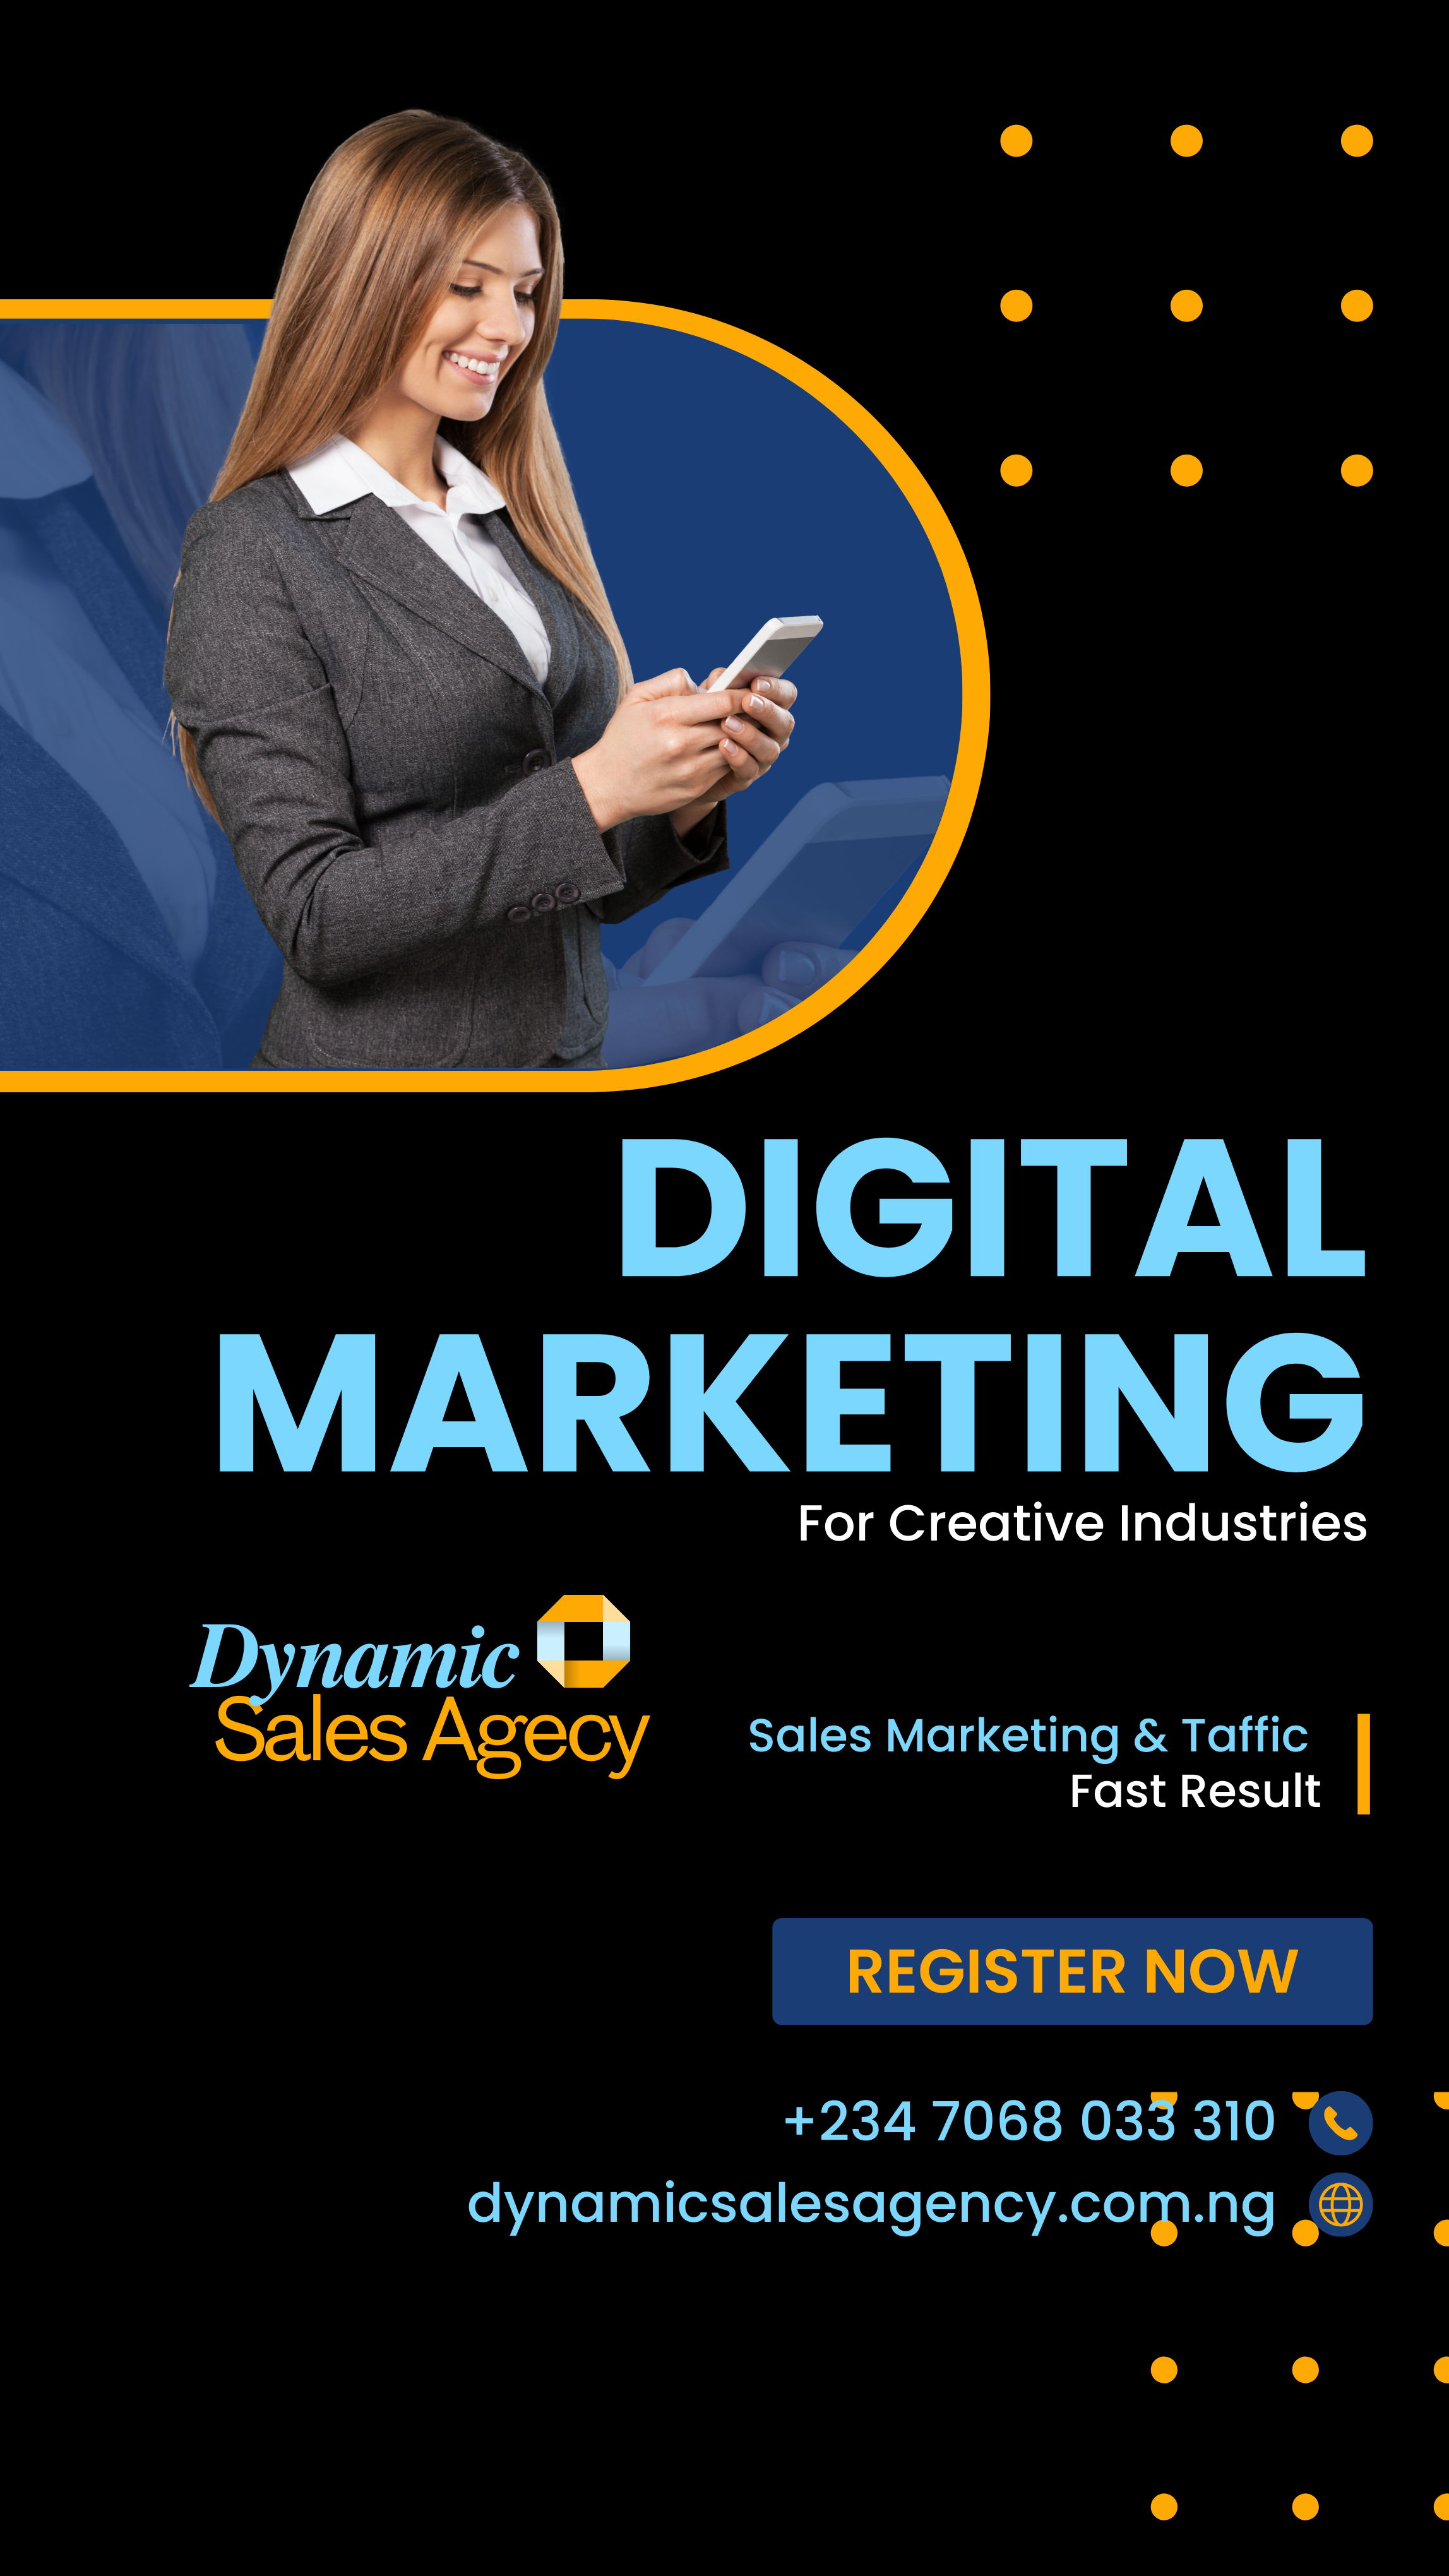 DIGITAL
MARKETING
For Creative Industries
Dynamic
Sales Agecy
Sales Marketing & Taffic
Fast Result
REGISTER NOW
+234 7068 033 310
dynamicsalesagency.com.ng